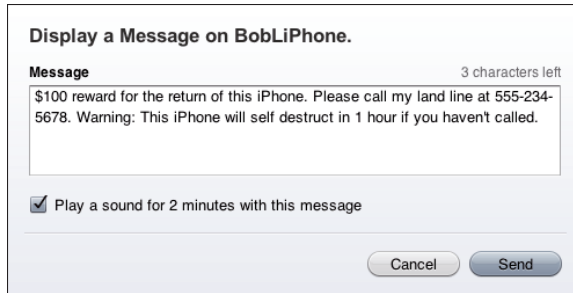 Display a Message on BobLiPhone.
Message
3 characters left
$100 reward for the return of this iPhone. Please call my land line at 555-234-
5678. Warning: This iPhone will self destruct in 1 hour if you haven't called.
Play a sound for 2 minutes with this message
Cancel
Send